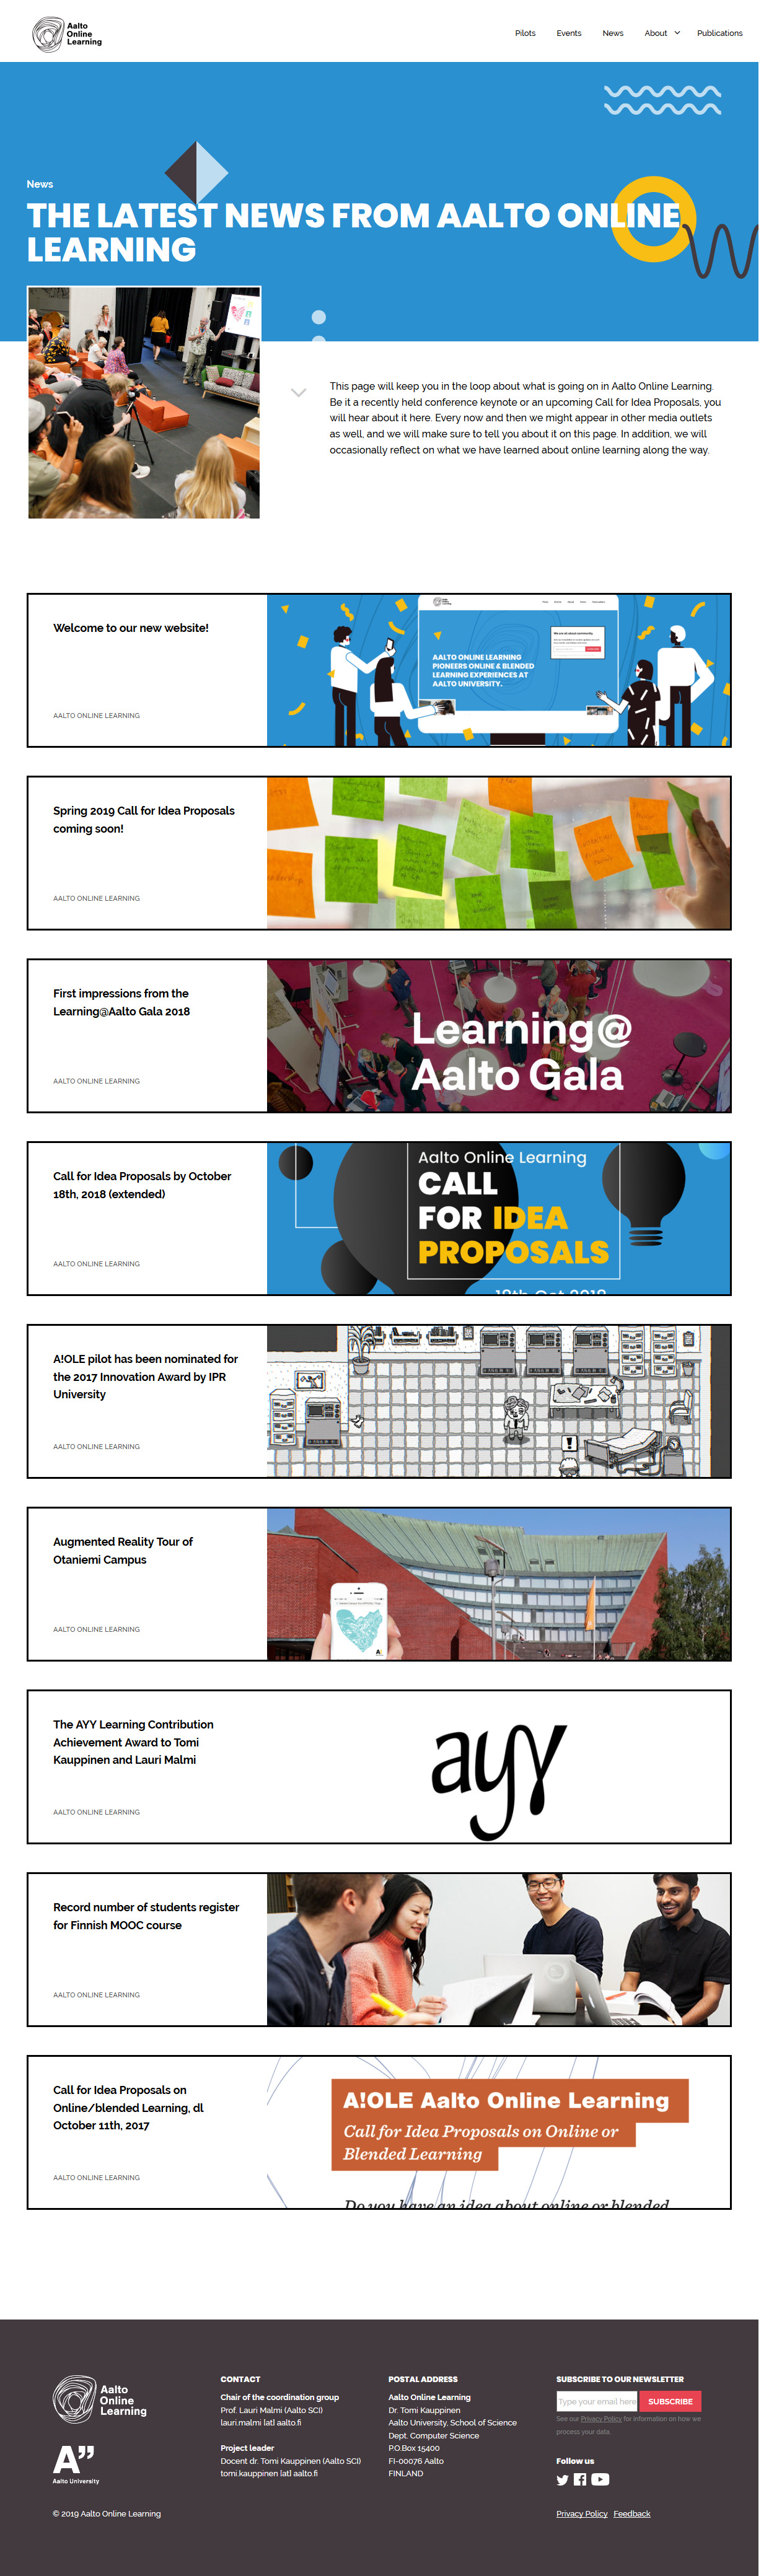 Aalto
Online
Learning
Pilots Events News About Publications
News
THE LATEST NEWS FROM AALTO ONLINE
LEARNING
This page will keep you in the loop about what is going on in Aalto Online Learning.
Be it a recently held conference keynote or an upcoming Call for Idea Proposals, you
will hear about it here. Every now and then we might appear in other media outlets
as well, and we will make sure to tell you about it on this page. In addition, we will
occasionally reflect on what we have learned about online learning along the way.
Welcome to our new website!
AALTO ONLINE LEARNING
AALTO ONLINE LEARNING
PIONEERS ONLINE & BLENDED
LEARNING EXPERIENCES AT
AALTO UNIVERSITY.
Spring 2019 Call for Idea Proposals
coming soon!
AALTO ONLINE LEARNING
First impressions from the
Learning@Aalto Gala 2018
AALTO ONLINE LEARNING
Learning@
Aalto Gala
Call for Idea Proposals by October
18th, 2018 (extended)
AALTO ONLINE LEARNING
Aalto Online Learning
CALL
FOR IDEA
PROPOSALS
18th Oct 2018
A!OLE pilot has been nominated for
the 2017 Innovation Award by IPR
University
AALTO ONLINE LEARNING
Augmented Reality Tour of
Otaniemi Campus
AALTO ONLINE LEARNING
The AYY Learning Contribution
Achievement Award to Tomi
Kauppinen and Lauri Malmi
AALTO ONLINE LEARNING
ayy
Record number of students register
for Finnish MOOC course
AALTO ONLINE LEARNING
Call for Idea Proposals on
Online/blended Learning, dl
October 11th, 2017
AALTO ONLINE LEARNING
A!OLE Aalto Online Learning
Call for Idea Proposals on Online or
Blended Learning
Do you have an idea about online or blended
Aalto
Online
Learning
A”
Aalto University
© 2019 Aalto Online Learning
CONTACT
Chair of the coordination group
Prof. Lauri Malmi (Aalto SCI)
lauri.malmi [at] aalto.fi
Project leader
Docent dr. Tomi Kauppinen (Aalto SCI)
tomi.kauppinen [at] aalto.fi
POSTAL ADDRESS
Aalto Online Learning
Dr. Tomi Kauppinen
Aalto University, School of Science
Dept. Computer Science
P.O.Box 15400
FI-00076 Aalto
FINLAND
SUBSCRIBE TO OUR NEWSLETTER
Type your email here SUBSCRIBE
See our Privacy Policy for information on how we
process your data.
Follow us
Privacy Policy Feedback